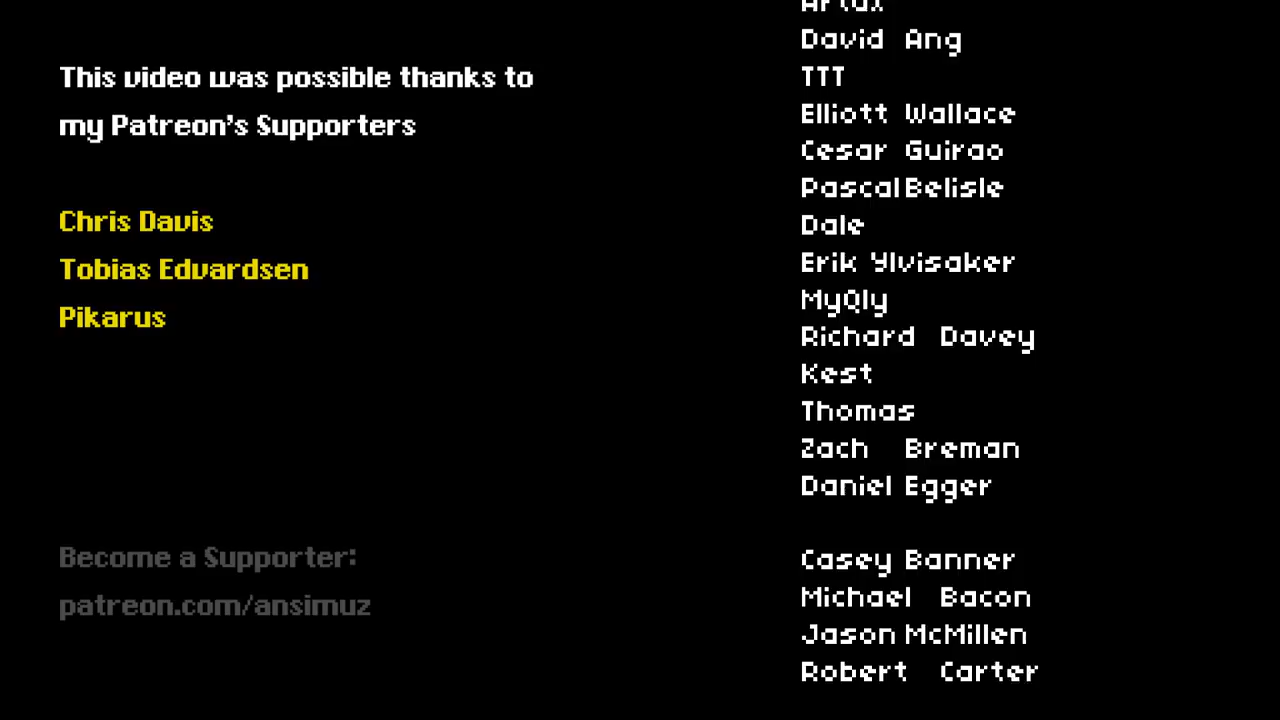 This video was possible thanks to
my Patreon's Supporters
Chris Davis
Tobias Edvardsen
Pikarus
Become a Supporter:
patreon.com/ansimuz
David Ang
TTT
Elliott Wallace
Cesar Guirao
Pascal Belisle
Dale
Erik Ylvisaker
MyQly
Richard Davey
Kest
Thomas
Zach Breman
Daniel Egger
Casey Banner
Michael Bacon
Jason McMillen
Robert Carter